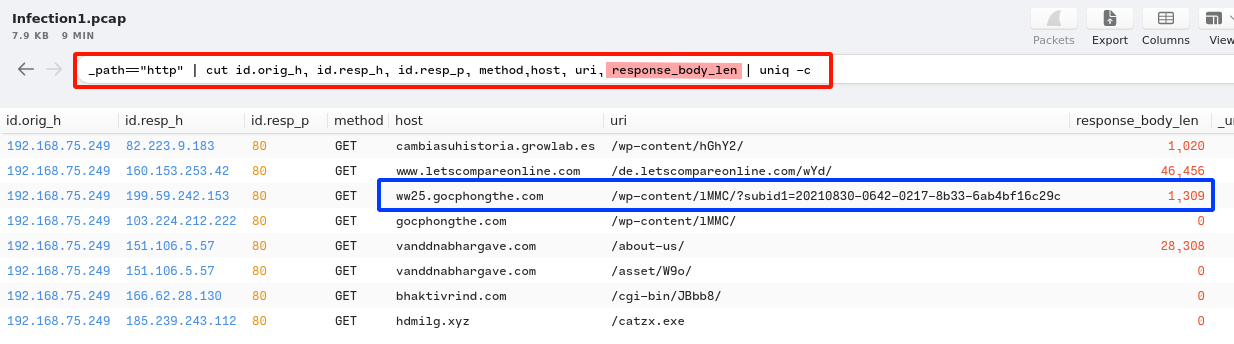 Infection1.pcap
7.9 KB 9 MIN
Packets Export Columns View
_path=="http" | cut id.orig_h, id.resp_h, id.resp_p, method,host, uri, response_body_len | uniq -c
id.orig_h id.resp_h id.resp_p method host uri response_body_len _u
192.168.75.249 82.223.9.183 80 GET cambiasuhistoria.growlab.es /wp-content/hGhY2/ 1,020
192.168.75.249 160.153.253.42 80 GET www.letscompareonline.com /de.letscompareonline.com/wYd/ 46,456
192.168.75.249 199.59.242.153 80 GET ww25.gocphongthe.com /wp-content/lMMC/?subid1=20210830-0642-0217-8b33-6ab4bf16c29c 1,309
192.168.75.249 103.224.212.222 80 GET gocphongthe.com /wp-content/lMMC/ 0
192.168.75.249 151.106.5.57 80 GET vanddnabhargave.com /about-us/ 28,308
192.168.75.249 151.106.5.57 80 GET vanddnabhargave.com /asset/W9o/ 0
192.168.75.249 166.62.28.130 80 GET bhaktivrind.com /cgi-bin/JBbb8/ 0
192.168.75.249 185.239.243.112 80 GET hdmilg.xyz /catzx.exe 0